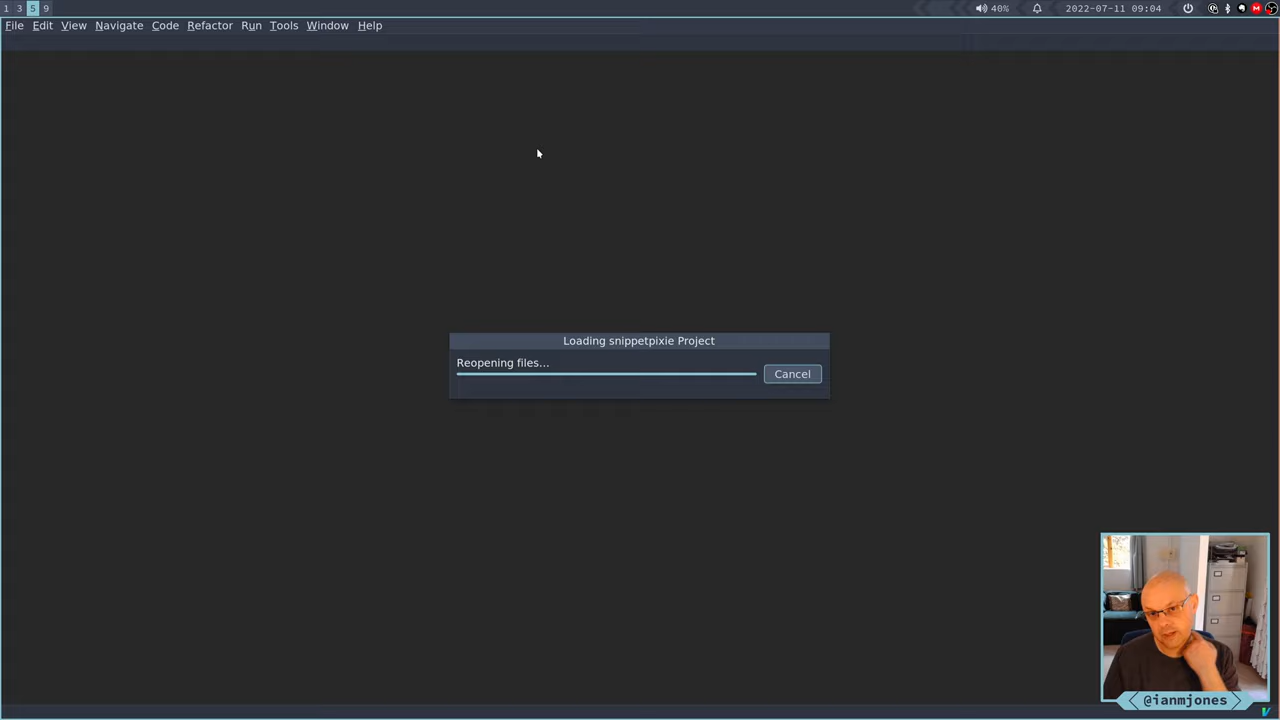 1 3 5 9
40%
2022-07-11 09:04
File Edit View Navigate Code Refactor Run Tools Window Help
Loading snippetpixie Project
Reopening files...
Cancel
@ianmjones